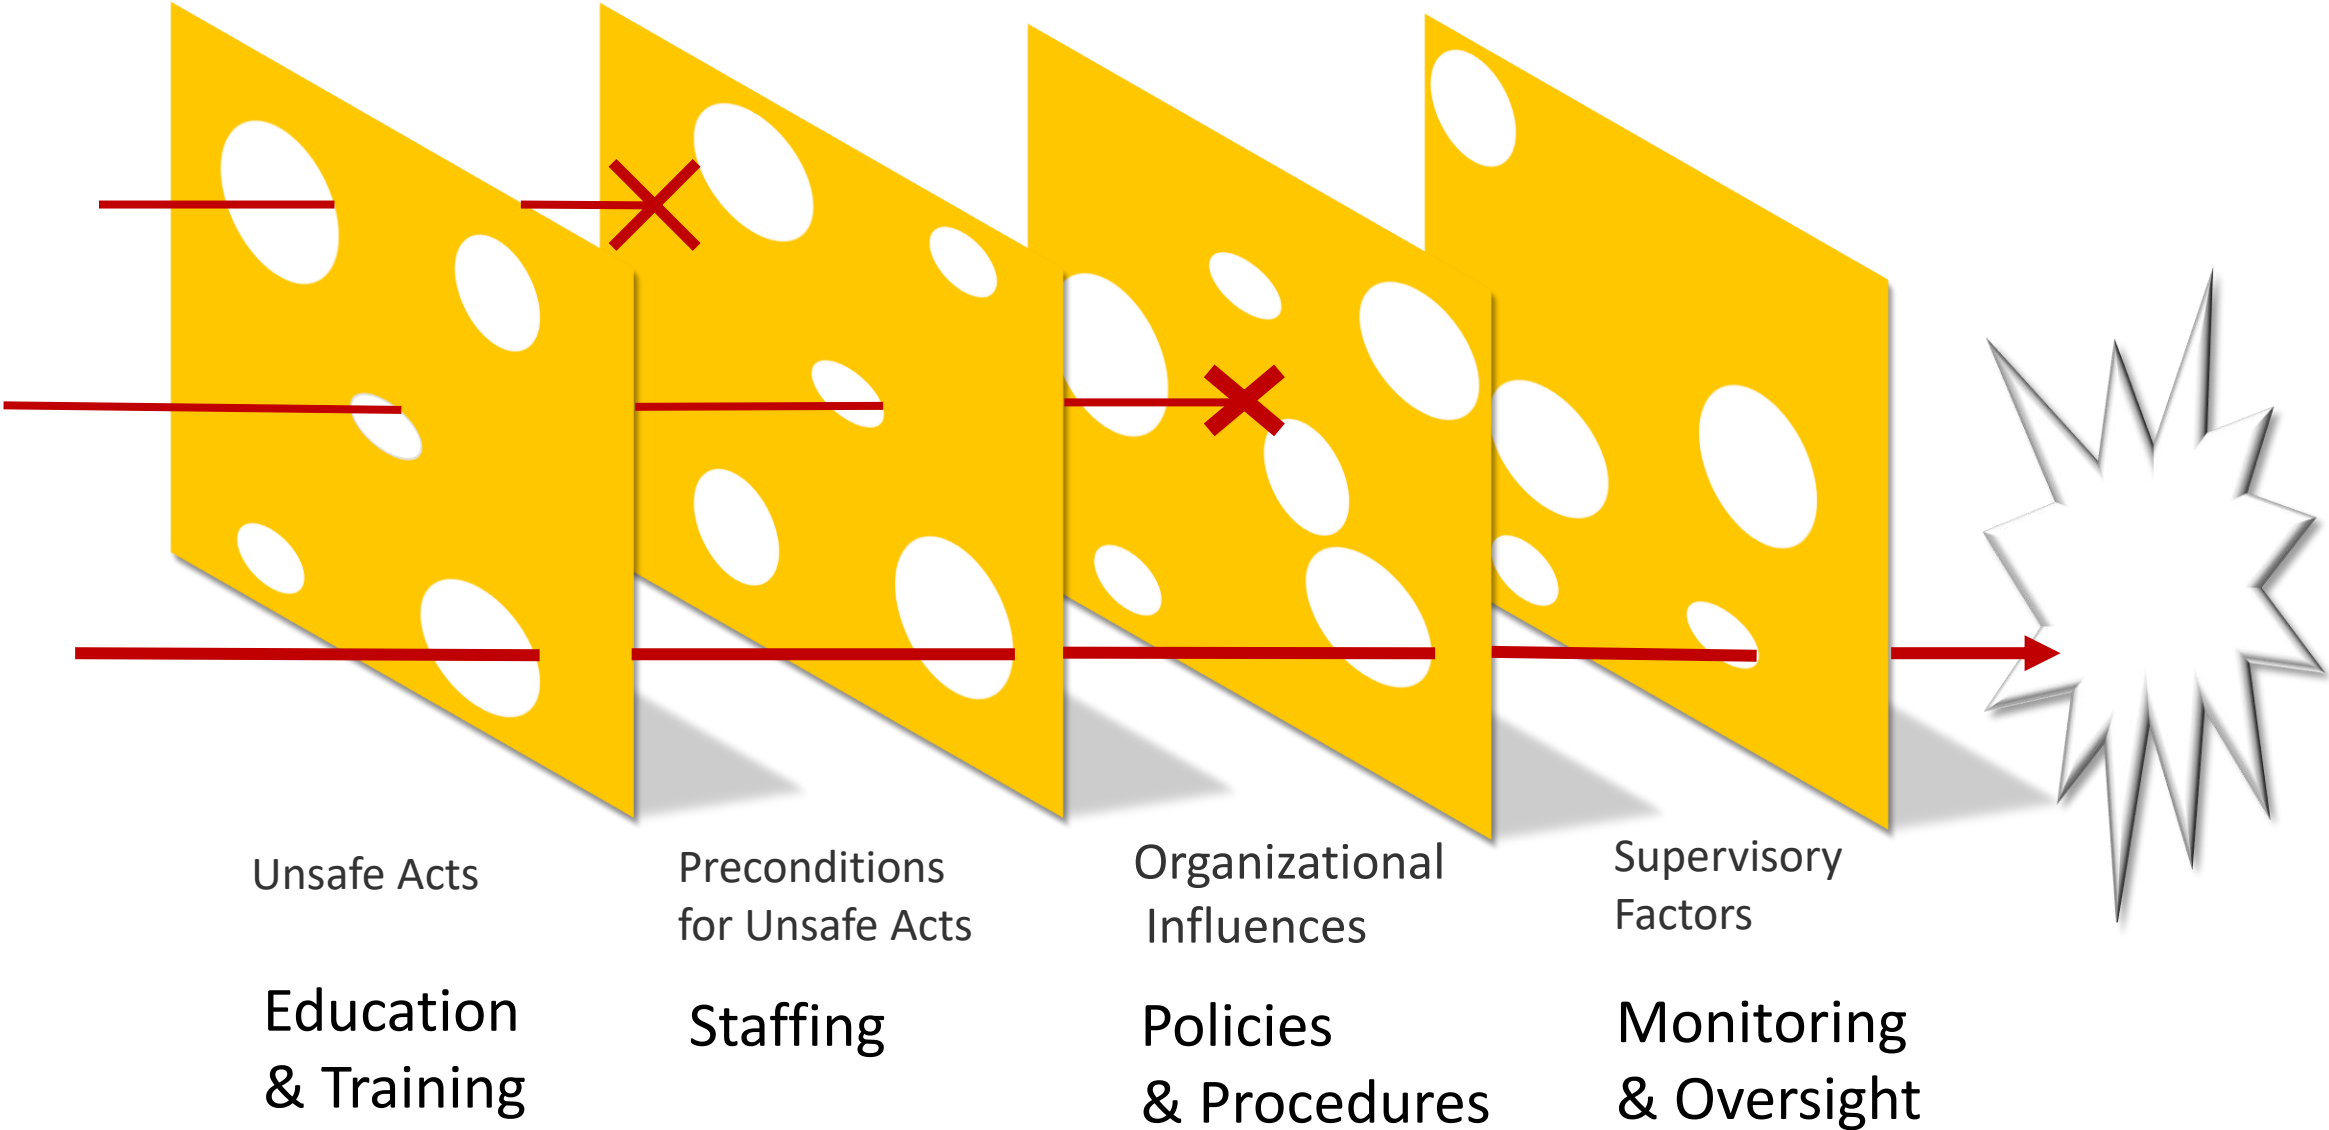 Unsafe Acts
Preconditions
for Unsafe Acts
Organizational
Influences
Supervisory
Factors
Education
& Training
Staffing
Policies
& Procedures
Monitoring
& Oversight